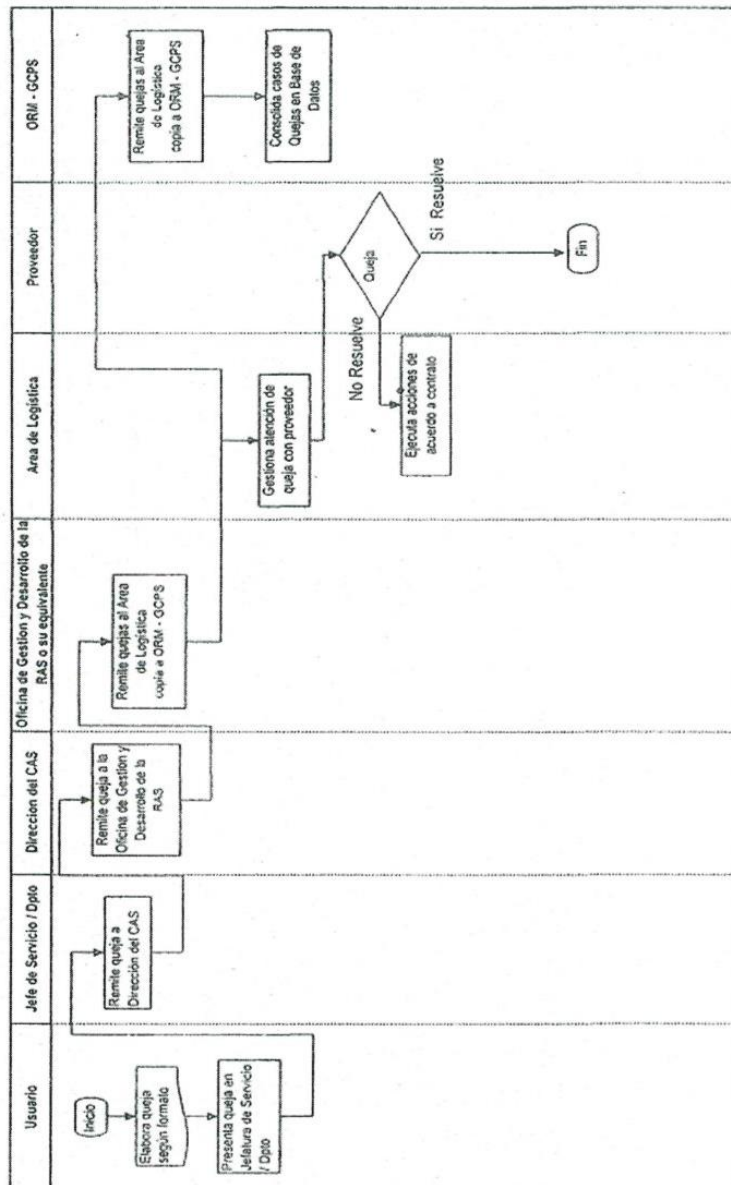 Usuario
Jefe de Servicio / Dpto
Direccion del CAS
Oficina de Gestion y Desarrollo de la
RAS o su equivalente
Area de Logística
Proveedor
ORM - GCPS
Inicio
Elabora queja
según formato
Presenta queja en
Jefatura de Servicio
/ Dpto
Remite queja a
Dirección del CAS
Remite queja a la
Oficina de Gestion y
Desarrollo de la
RAS
Remite quejas al Area
de Logística
copia a ORM - GCPS
Gestiona atención de
queja con proveedor
No Resuelve
Ejecuta acciones de
acuerdo a contrato
Queja
Si Resuelve
Fin
Remite quejas al Area
de Logística
copia a ORM - GCPS
Consolida casos de
Quejas en Base de
Datos